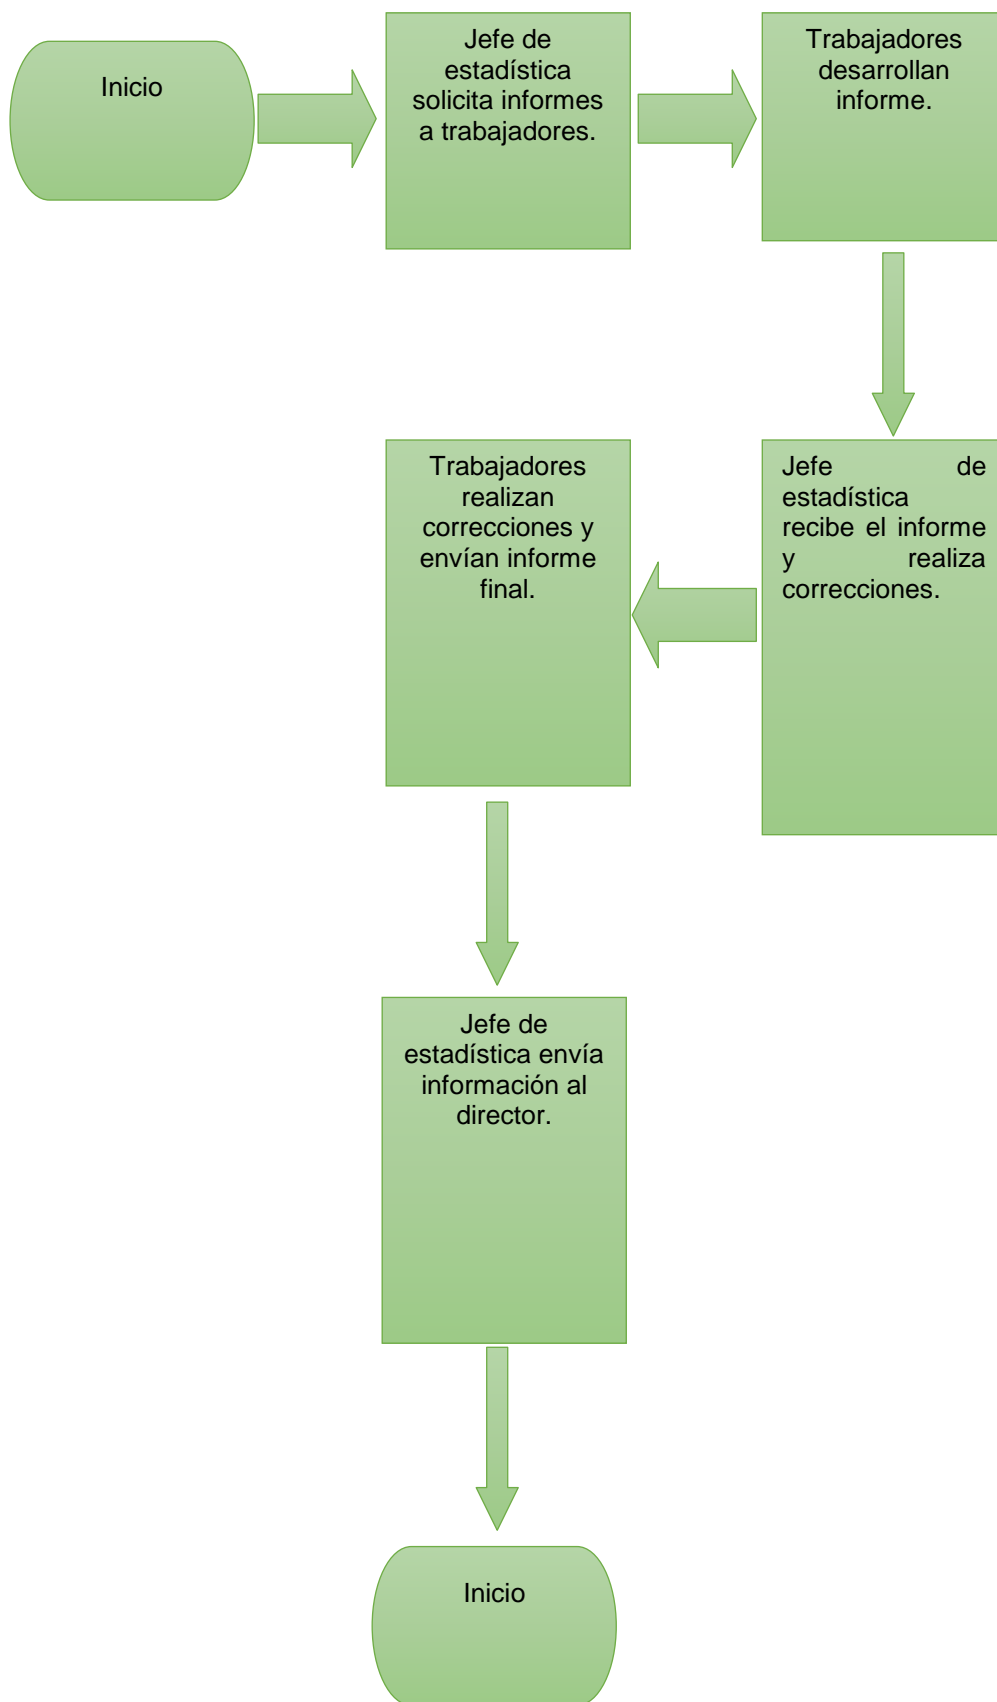 Inicio
Jefe de
estadística
solicita informes
a trabajadores.
Trabajadores
desarrollan
informe.
Jefe de
estadística
recibe el informe
y realiza
correcciones.
Trabajadores
realizan
correcciones y
envían informe
final.
Jefe de
estadística envía
información al
director.
Inicio